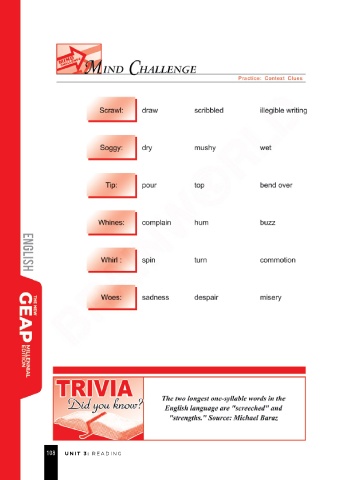 MIND CHALLENGE
Practice: Context Clues
Scrawl: draw scribbled illegible writing
Soggy: dry mushy wet
Tip: pour top bend over
Whines: complain hum buzz
Whirl : spin turn commotion
Woes: sadness despair misery
ENGLISH
THE NEW
GEAP
MILLENNIAL
EDITION
TRIVIA
Did you know?
The two longest one-syllable words in the
English language are "screeched" and
"strengths." Source: Michael Baraz
108 UNIT 3: READING